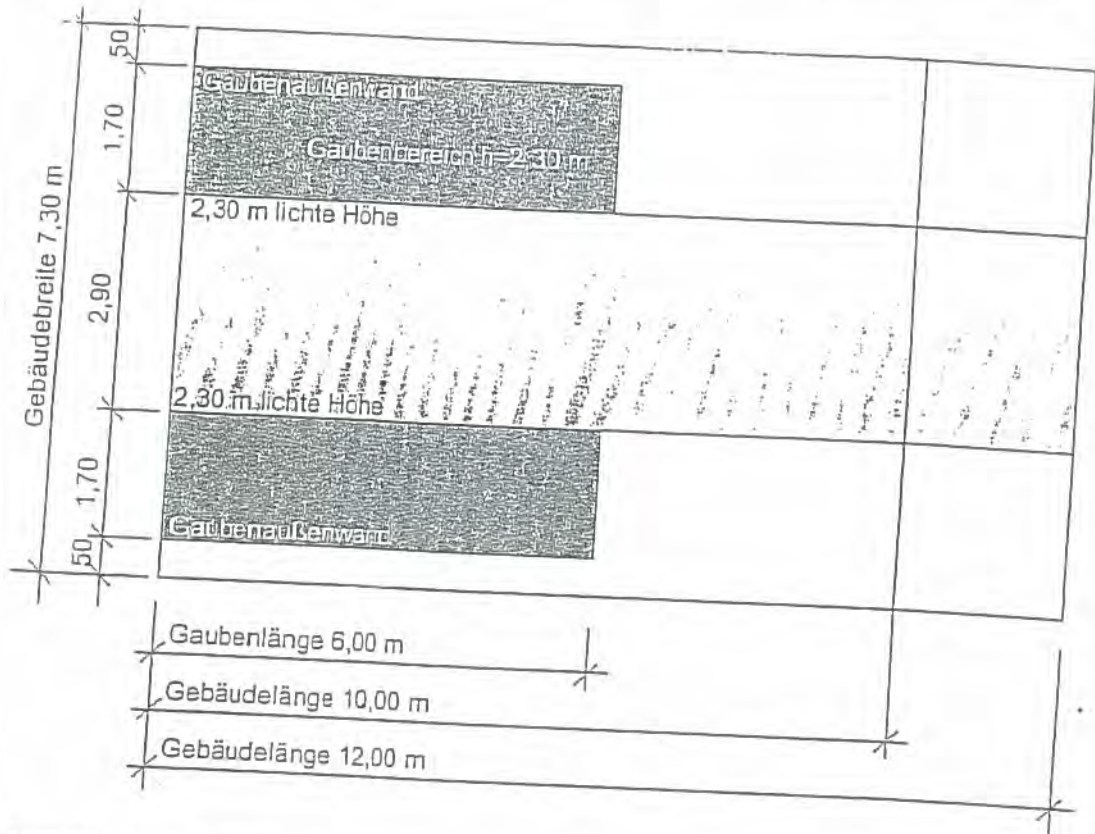 50
1,70
Gebäudebreite 7,30 m
2,90
1,70
50
Gaubenaußenwand
Gaubenbereich h=2,30 m
2,30 m lichte Höhe
2,30 m lichte Höhe
Gaubenaußenwand
Gaubenlänge 6,00 m
Gebäudelänge 10,00 m
Gebäudelänge 12,00 m